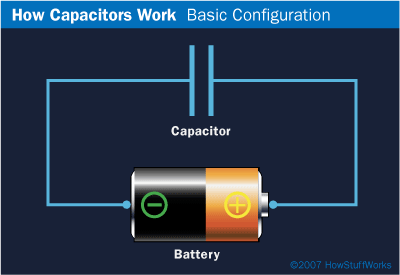 How Capacitors Work Basic Configuration
Capacitor
Battery
©2007 HowStuffWorks